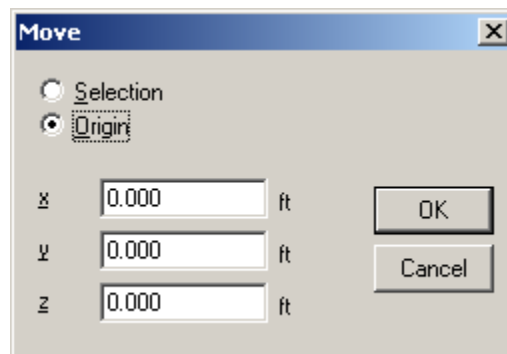 Move
Selection
Origin
x 0.000 ft
y 0.000 ft
z 0.000 ft
OK
Cancel